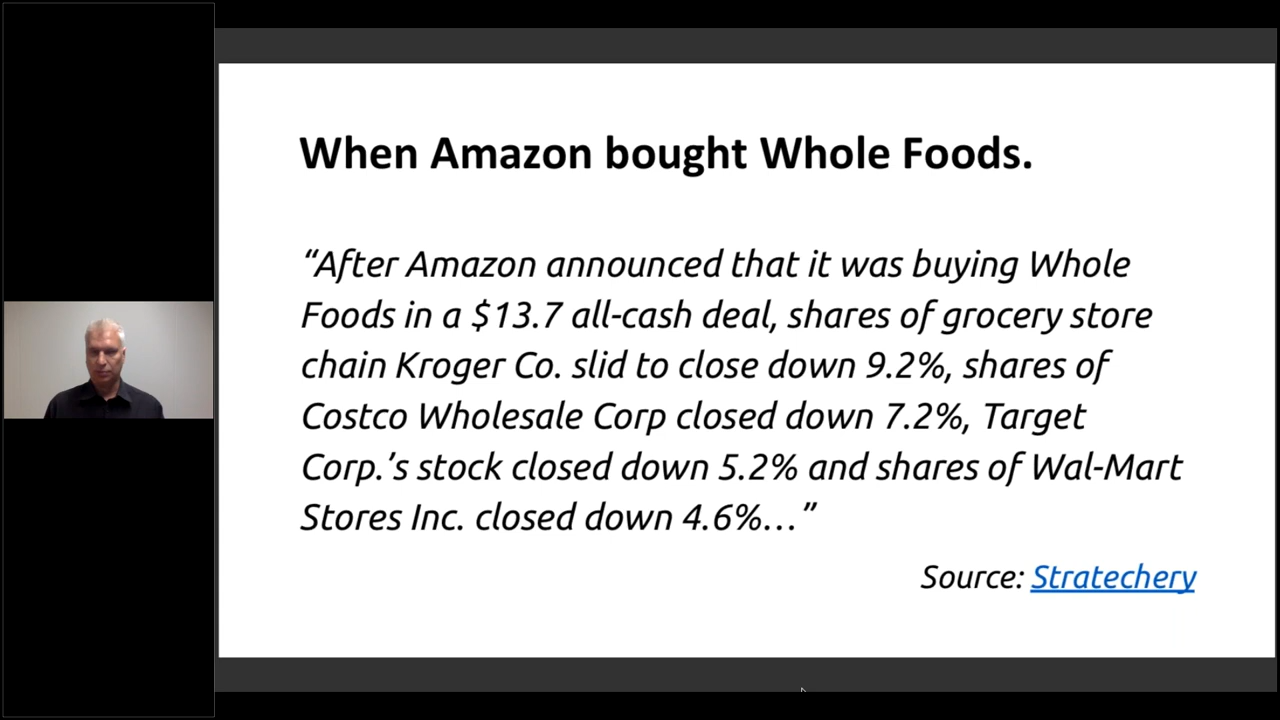 When Amazon bought Whole Foods.
“After Amazon announced that it was buying Whole
Foods in a $13.7 all-cash deal, shares of grocery store
chain Kroger Co. slid to close down 9.2%, shares of
Costco Wholesale Corp closed down 7.2%, Target
Corp.’s stock closed down 5.2% and shares of Wal-Mart
Stores Inc. closed down 4.6%…”
Source: Stratechery